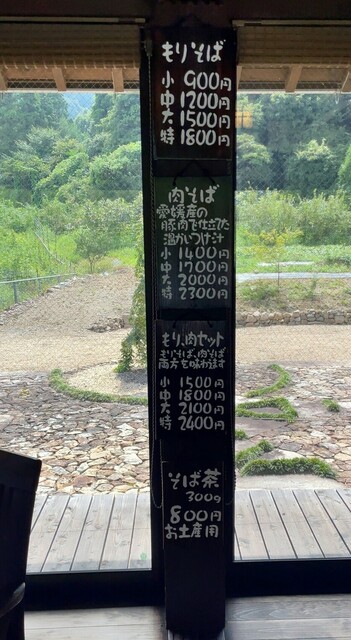 もりそば
小 900円
中 1200円
大 1500円
特 1800円
肉そば
愛媛産の
豚肉で仕立た
温かいつけ汁
小 1400円
中 1700円
大 2000円
特 2300円
もり、肉セット
もりそば、肉そば
両方を味わえます
小 1500円
中 1800円
大 2100円
特 2400円
そば茶
300g
800円
お土産用